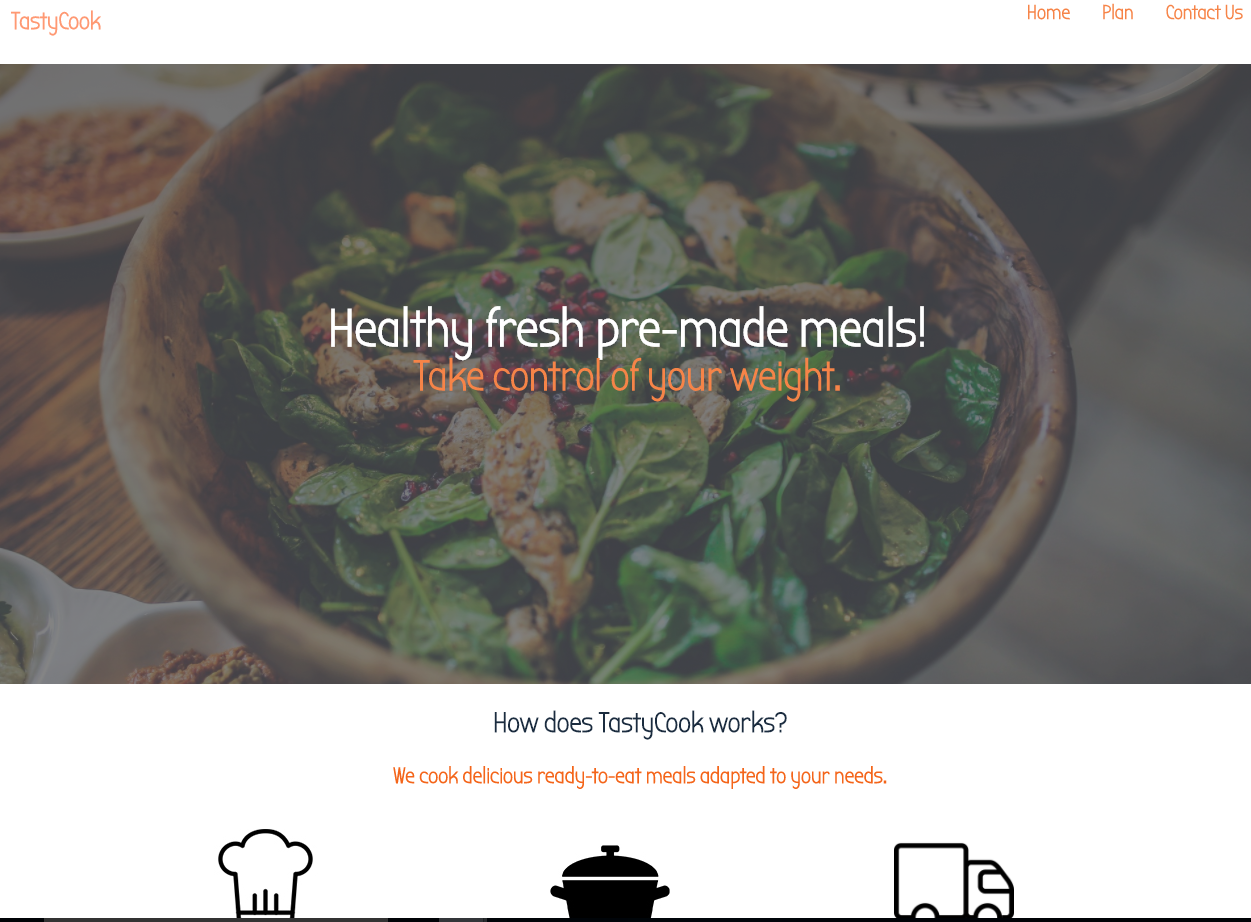 TastyCook
Home Plan Contact Us
Healthy fresh pre-made meals!
Take control of your weight.
How does TastyCook works?
We cook delicious ready-to-eat meals adapted to your needs.